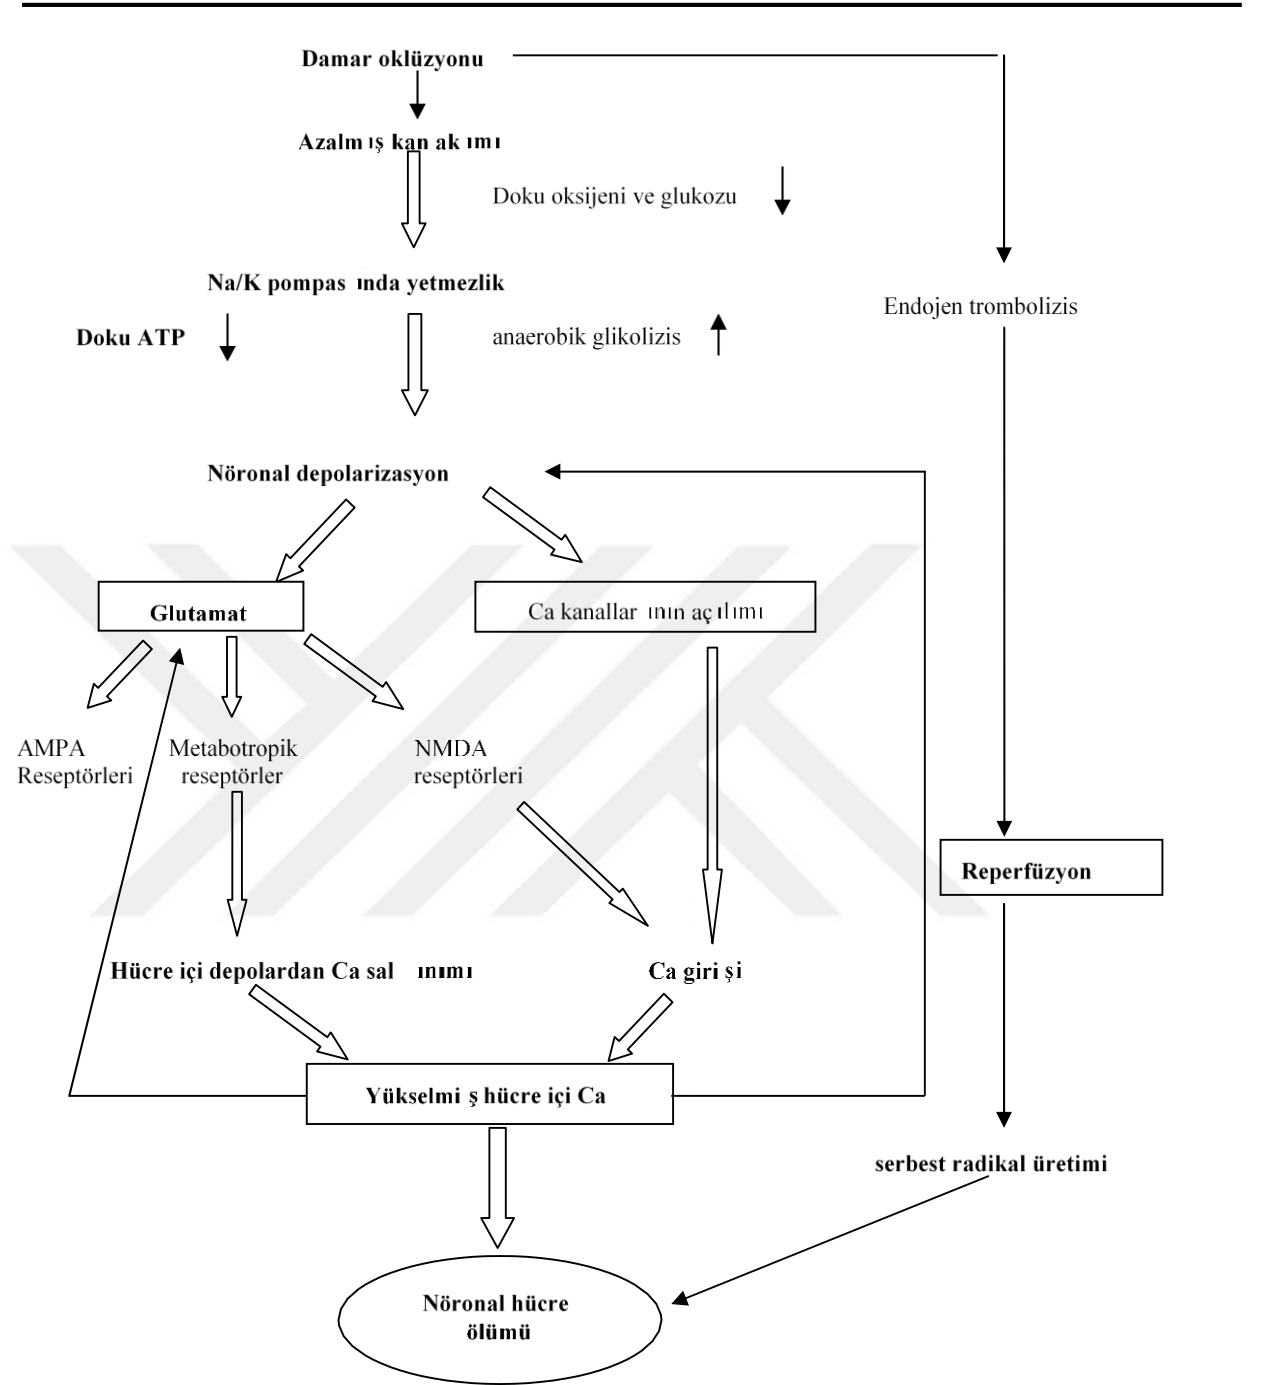 Damar oklüzyonu
Azalmış kan akımı
Doku oksijeni ve glukozu
Na/K pompasında yetmezlik
Endojen trombolizis
Doku ATP
anaerobik glikolizis
Nöronal depolarizasyon
Glutamat
Ca kanallarının açılımı
AMPA
Reseptörleri
Metabotropik
reseptörler
NMDA
reseptörleri
Reperfüzyon
Hücre içi depolardan Ca salınımı
Ca girişi
Yükselmiş hücre içi Ca
serbest radikal üretimi
Nöronal hücre
ölümü